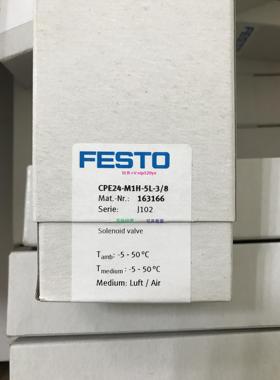 FESTO
CPE24-M1H-5L-3/8
Mat.-Nr.: 163166
Serie: J102
Solenoid valve
Tamb: -5 - 50 °C
Tmedium: -5 - 50 °C
Medium: Luft / Air